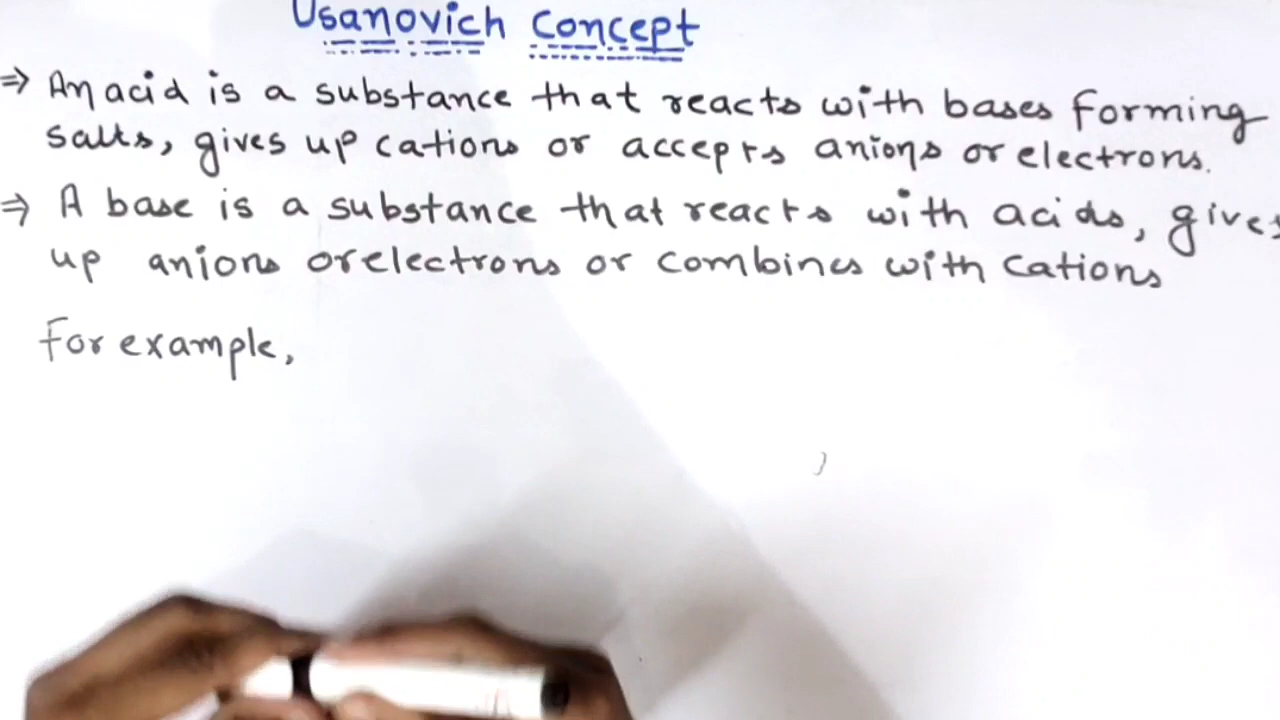 Usanovich Concept
⇒ An acid is a substance that reacts with bases forming
salts, gives up cations or accepts anions or electrons.
⇒ A base is a substance that reacts with acids, gives
up anions or electrons or combines with cations
For example,